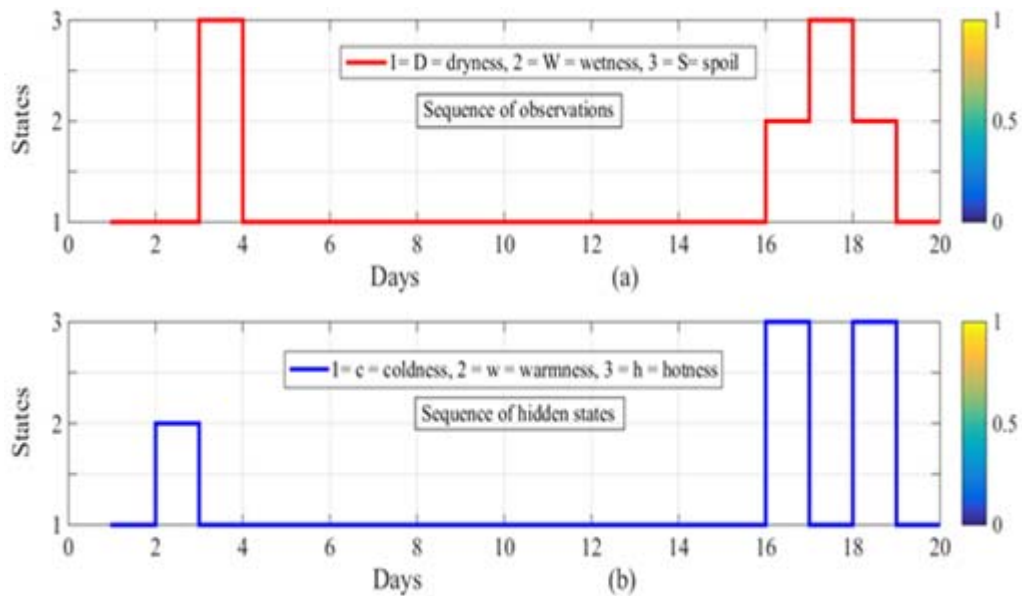 3
2
1
States
1= D = dryness, 2 = W = wetness, 3 = S= spoil
Sequence of observations
0 2 4 6 8 10 12 14 16 18 20
Days (a)
1
0.5
0
3
2
1
States
1= c = coldness, 2 = w = warmness, 3 = h = hotness
Sequence of hidden states
0 2 4 6 8 10 12 14 16 18 20
Days (b)
1
0.5
0